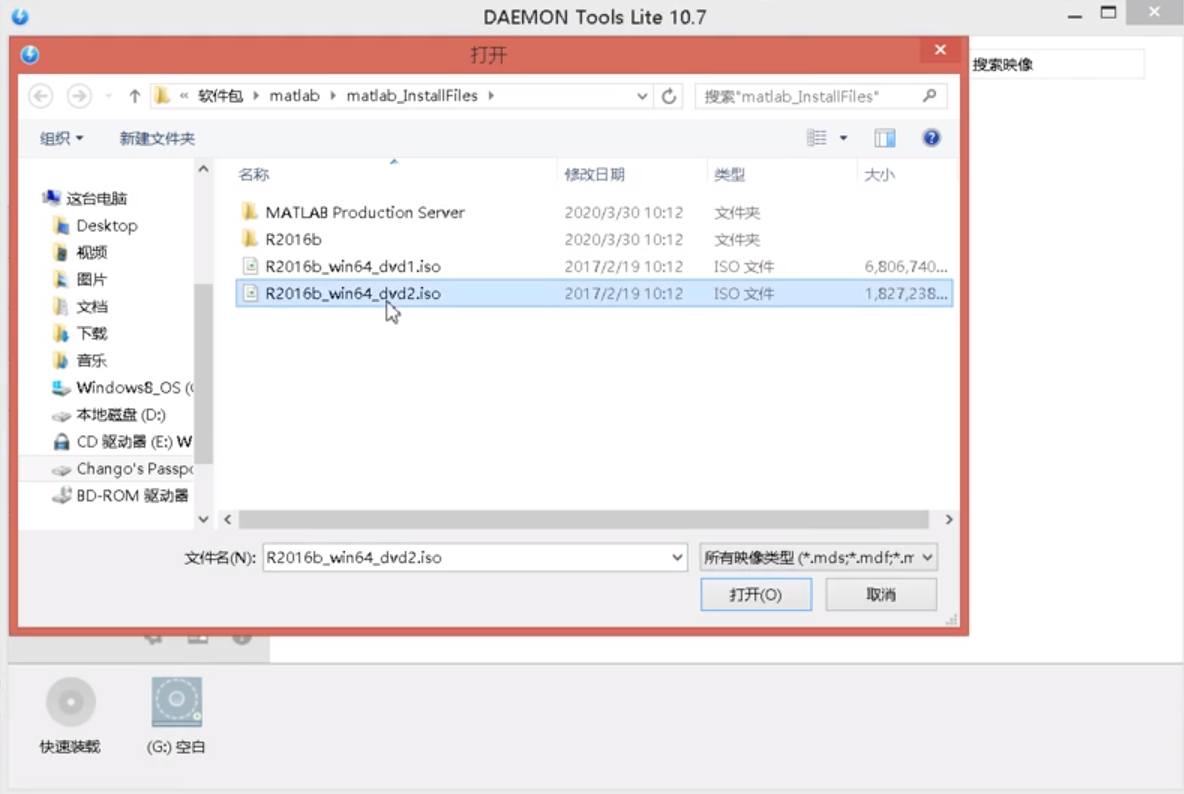 DAEMON Tools Lite 10.7
打开
搜索映像
« 软件包 matlab matlab_InstallFiles
搜索"matlab_InstallFiles"
组织 新建文件夹
名称 修改日期 类型 大小
这台电脑
Desktop
视频
图片
文档
下载
音乐
Windows8_OS (
本地磁盘 (D:)
CD 驱动器 (E:) W
Chango's Passpo
BD-ROM 驱动器
MATLAB Production Server 2020/3/30 10:12 文件夹
R2016b 2020/3/30 10:12 文件夹
R2016b_win64_dvd1.iso 2017/2/19 10:12 ISO 文件 6,806,740...
R2016b_win64_dvd2.iso 2017/2/19 10:12 ISO 文件 1,827,238...
文件名(N): R2016b_win64_dvd2.iso 所有映像类型 (*.mds;*.mdf;*.m
打开(O) 取消
快速装载 (G:) 空白